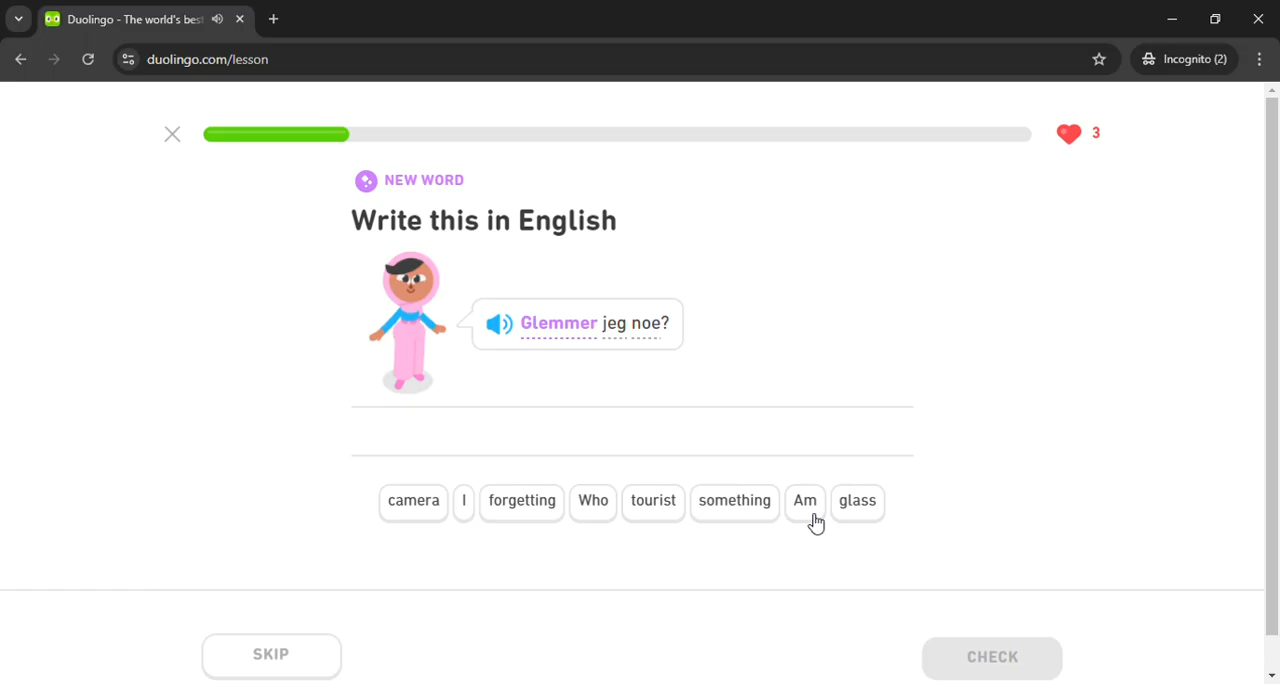 Duolingo - The world's bes
duolingo.com/lesson
Incognito (2)
3
NEW WORD
Write this in English
Glemmer jeg noe?
camera I forgetting Who tourist something Am glass
SKIP
CHECK